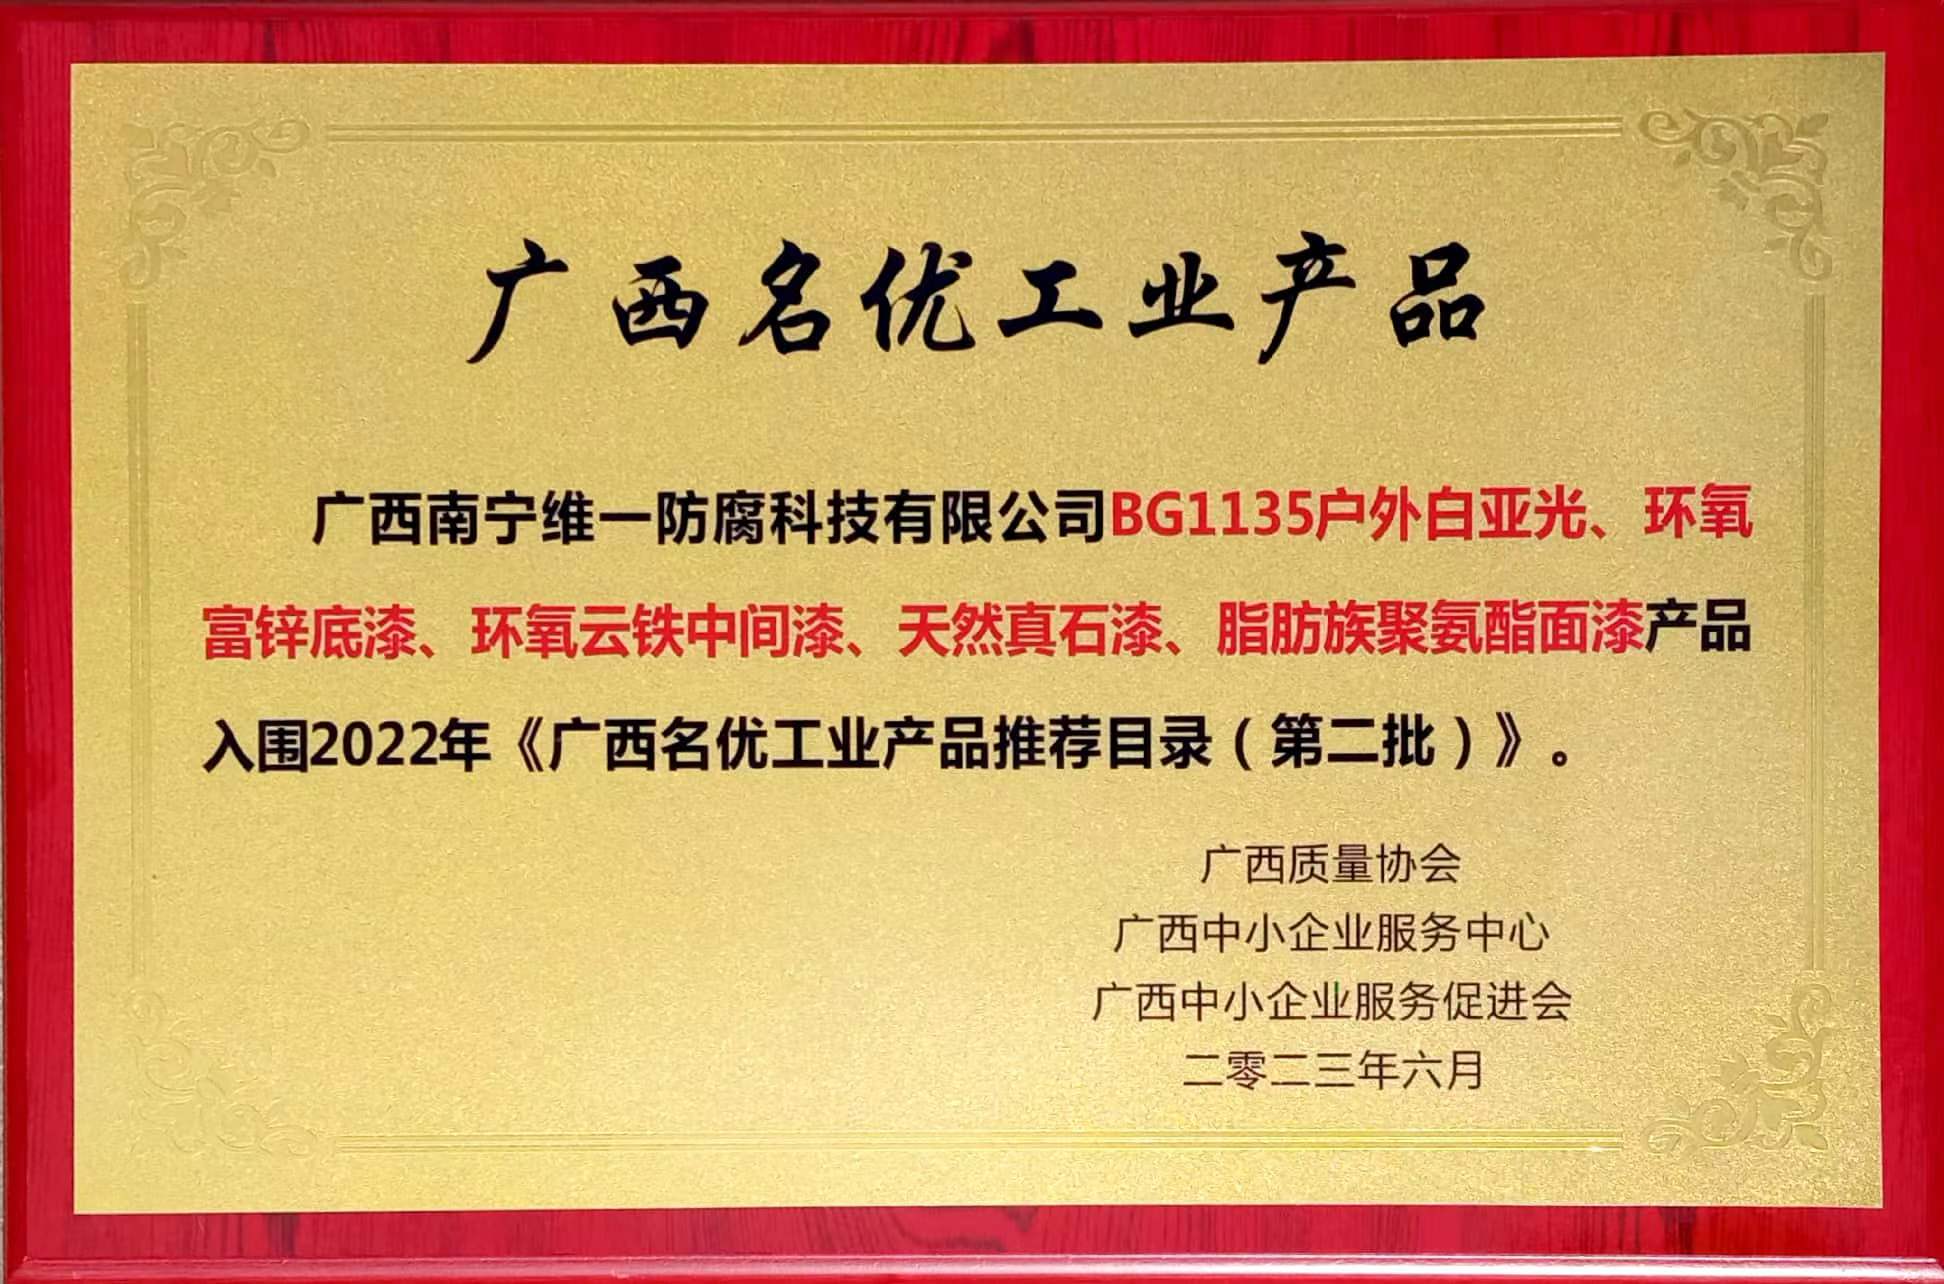 广西名优工业产品
广西南宁维一防腐科技有限公司BG1135户外白亚光、环氧
富锌底漆、环氧云铁中间漆、天然真石漆、脂肪族聚氨酯面漆产品
入围2022年《广西名优工业产品推荐目录（第二批）》。
广西质量协会
广西中小企业服务中心
广西中小企业服务促进会
二零二三年六月